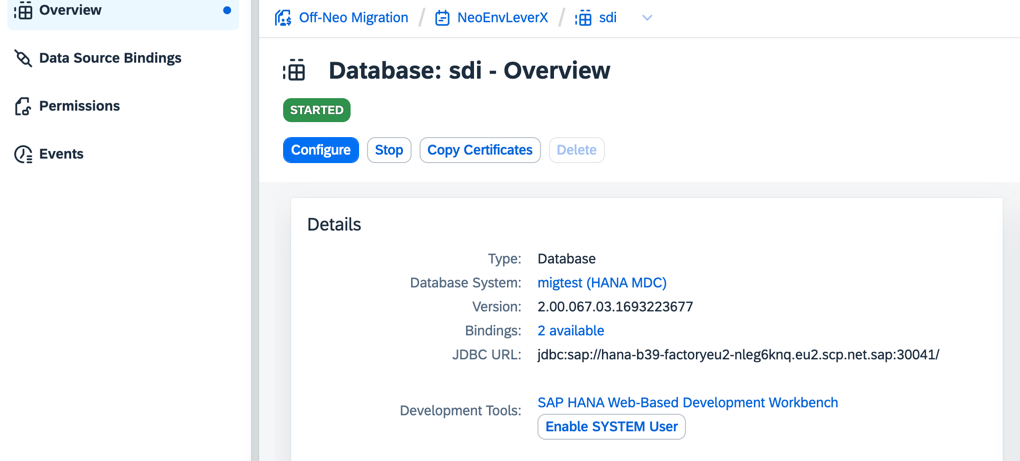 Overview
Data Source Bindings
Permissions
Events
Off-Neo Migration / NeoEnvLeverX / sdi
Database: sdi - Overview
STARTED
Configure Stop Copy Certificates Delete
Details
Type: Database
Database System: migtest (HANA MDC)
Version: 2.00.067.03.1693223677
Bindings: 2 available
JDBC URL: jdbc:sap://hana-b39-factoryeu2-nleg6knq.eu2.scp.net.sap:30041/
Development Tools: SAP HANA Web-Based Development Workbench
Enable SYSTEM User